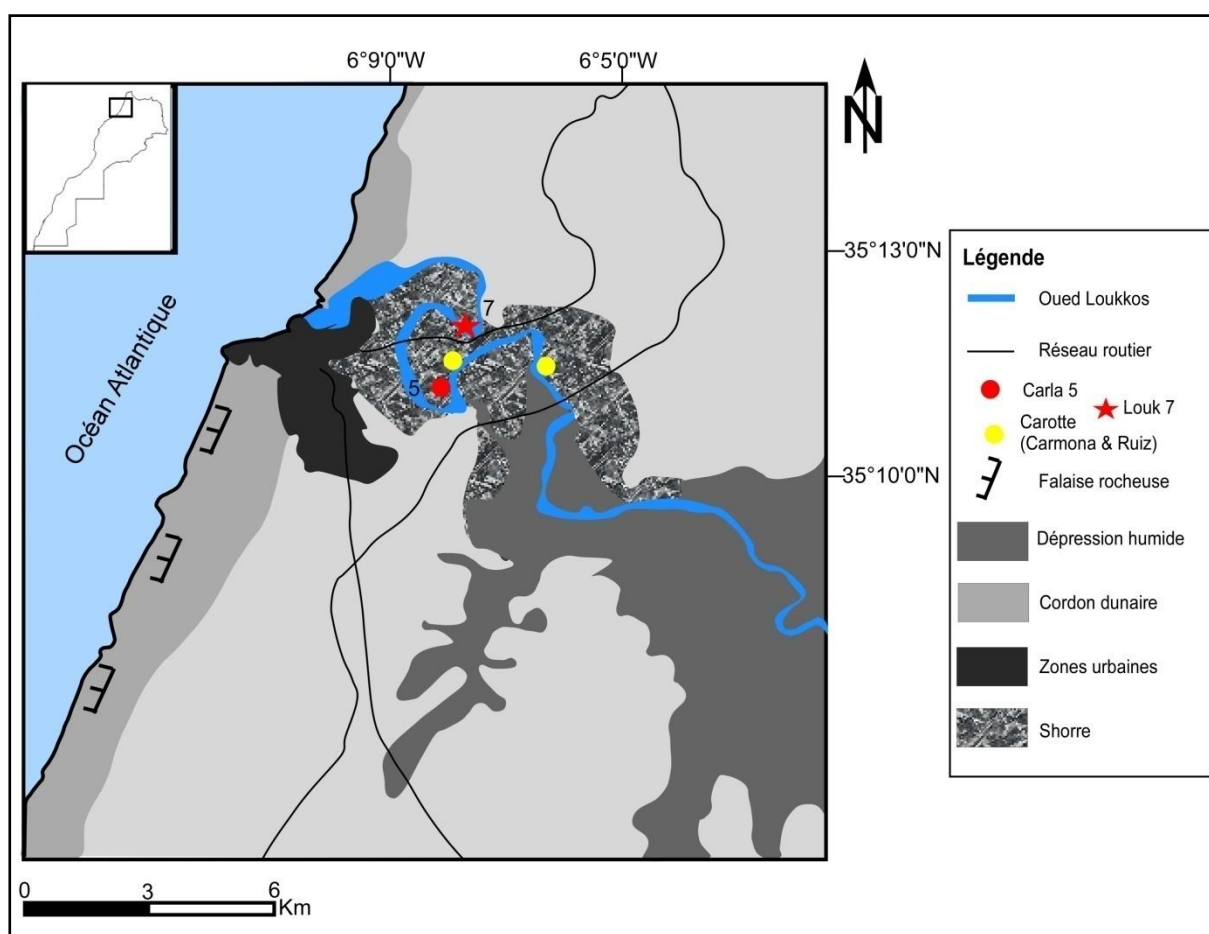 6°9'0"W
6°5'0"W
N
35°13'0"N
35°10'0"N
Océan Atlantique
7
5
Légende
Oued Loukkos
Réseau routier
Carla 5
Louk 7
Carotte
(Carmona & Ruiz)
Falaise rocheuse
Dépression humide
Cordon dunaire
Zones urbaines
Shorre
0 3 6
Km